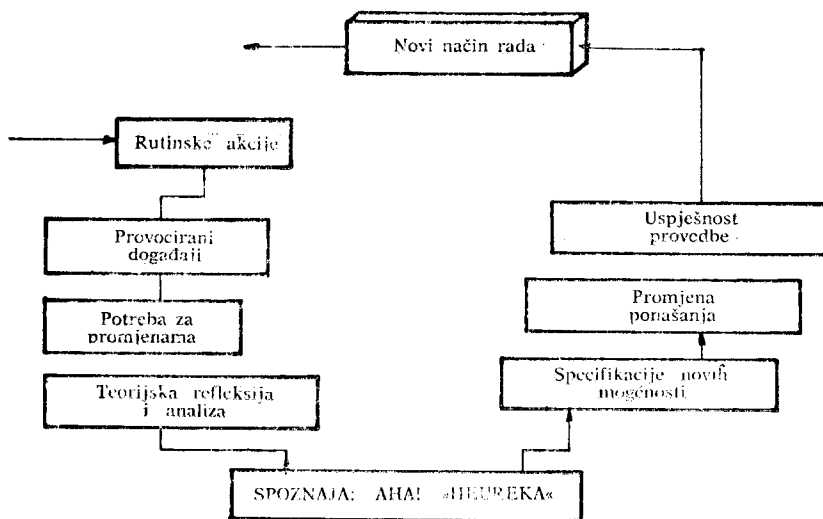 Novi način rada
Rutinske akcije
Provocirani
događaji
Potreba za
promjenama
Teorijska refleksija
i analiza
SPOZNAJA: AHA! »HEUREKA«
Specifikacije novih
mogénosti
Promjena
ponašanja
Uspješnost
provedbe